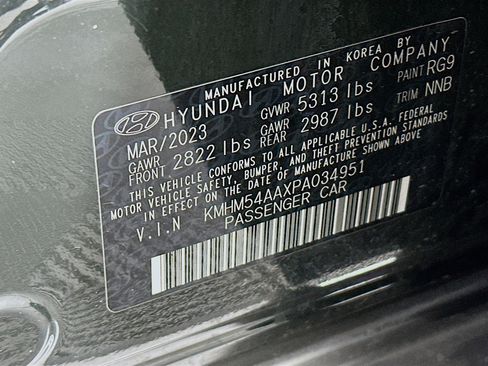 MANUFACTURED IN KOREA BY
HYUNDAI MOTOR COMPANY
MAR/2023 GVWR 5313 lbs PAINT RG9
GAWR FRONT 2822 lbs GAWR REAR 2987 lbs TRIM NNB
THIS VEHICLE CONFORMS TO ALL APPLICABLE U.S.A. FEDERAL
MOTOR VEHICLE SAFETY, BUMPER, AND THEFT PREVENTION STANDARDS
IN EFFECT ON THE DATE OF MANUFACTURE SHOWN ABOVE.
V.I.N KMHM54AAXPA034951
PASSENGER CAR